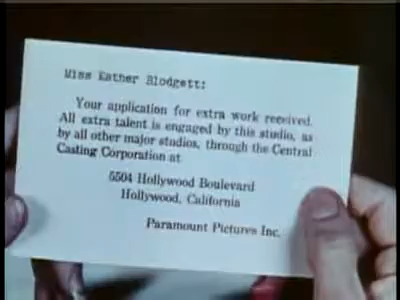 Miss Esther Blodgett:
Your application for extra work received.
All extra talent is engaged by this studio, as
by all other major studios, through the Central
Casting Corporation at
5504 Hollywood Boulevard
Hollywood, California
Paramount Pictures Inc.